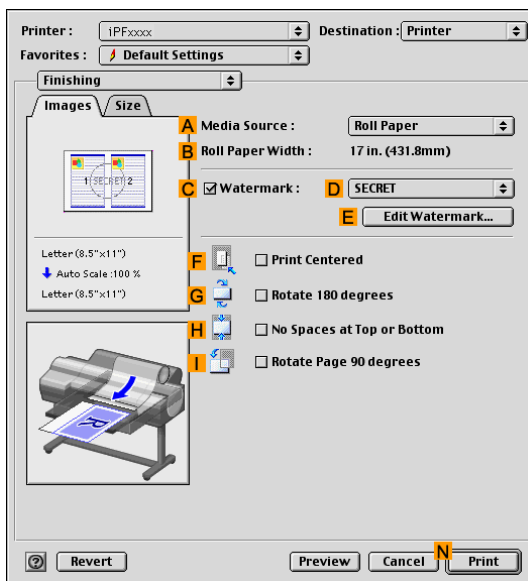 Printer : iPFxxxx Destination : Printer
Favorites : Default Settings
Finishing
Images Size
A Media Source : Roll Paper
B Roll Paper Width : 17 in. (431.8mm)
1 SECRET 2
C Watermark : D SECRET
E Edit Watermark...
Letter (8.5"x11")
Auto Scale :100 %
Letter (8.5"x11")
F Print Centered
G Rotate 180 degrees
H No Spaces at Top or Bottom
I Rotate Page 90 degrees
R
? Revert Preview Cancel N Print